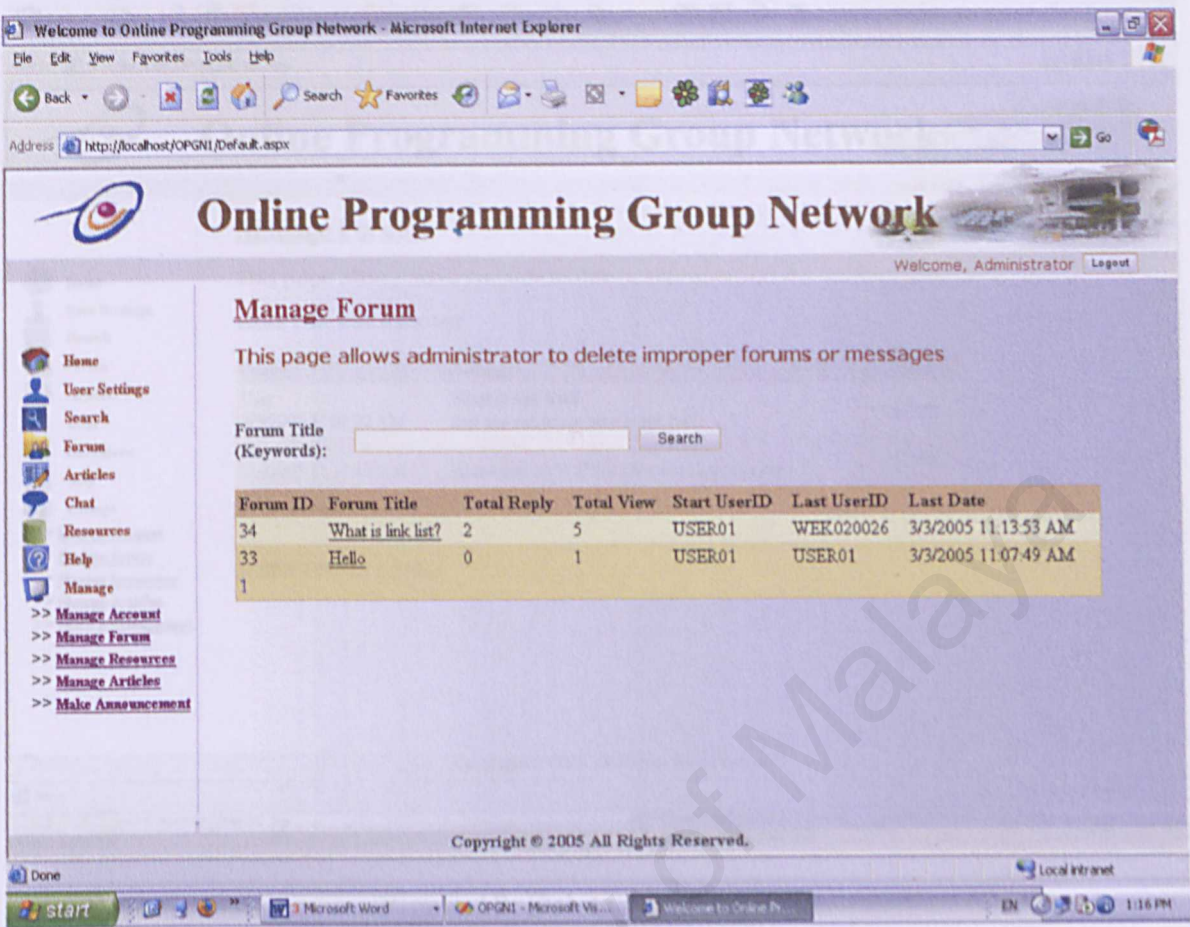 Welcome to Online Programming Group Network - Microsoft Internet Explorer
File Edit View Favorites Tools Help
Back Search Favorites
Address http://localhost/OPGN1/Default.aspx Go
Online Programming Group Network
Welcome, Administrator Logout
Manage Forum
This page allows administrator to delete improper forums or messages
Home
User Settings
Search
Forum
Articles
Chat
Resources
Help
Manage
>> Manage Account
>> Manage Forum
>> Manage Resources
>> Manage Articles
>> Make Announcement
Forum Title
(Keywords): Search
Forum ID Forum Title Total Reply Total View Start UserID Last UserID Last Date
34 What is link list? 2 5 USER01 WEK020026 3/3/2005 11:13:53 AM
33 Hello 0 1 USER01 USER01 3/3/2005 11:07:49 AM
1
Copyright © 2005 All Rights Reserved.
Done Local intranet
start 3 Microsoft Word OPGN1 - Microsoft Vis... Welcome to Online Pr... EN 1:16 PM
of Malaya